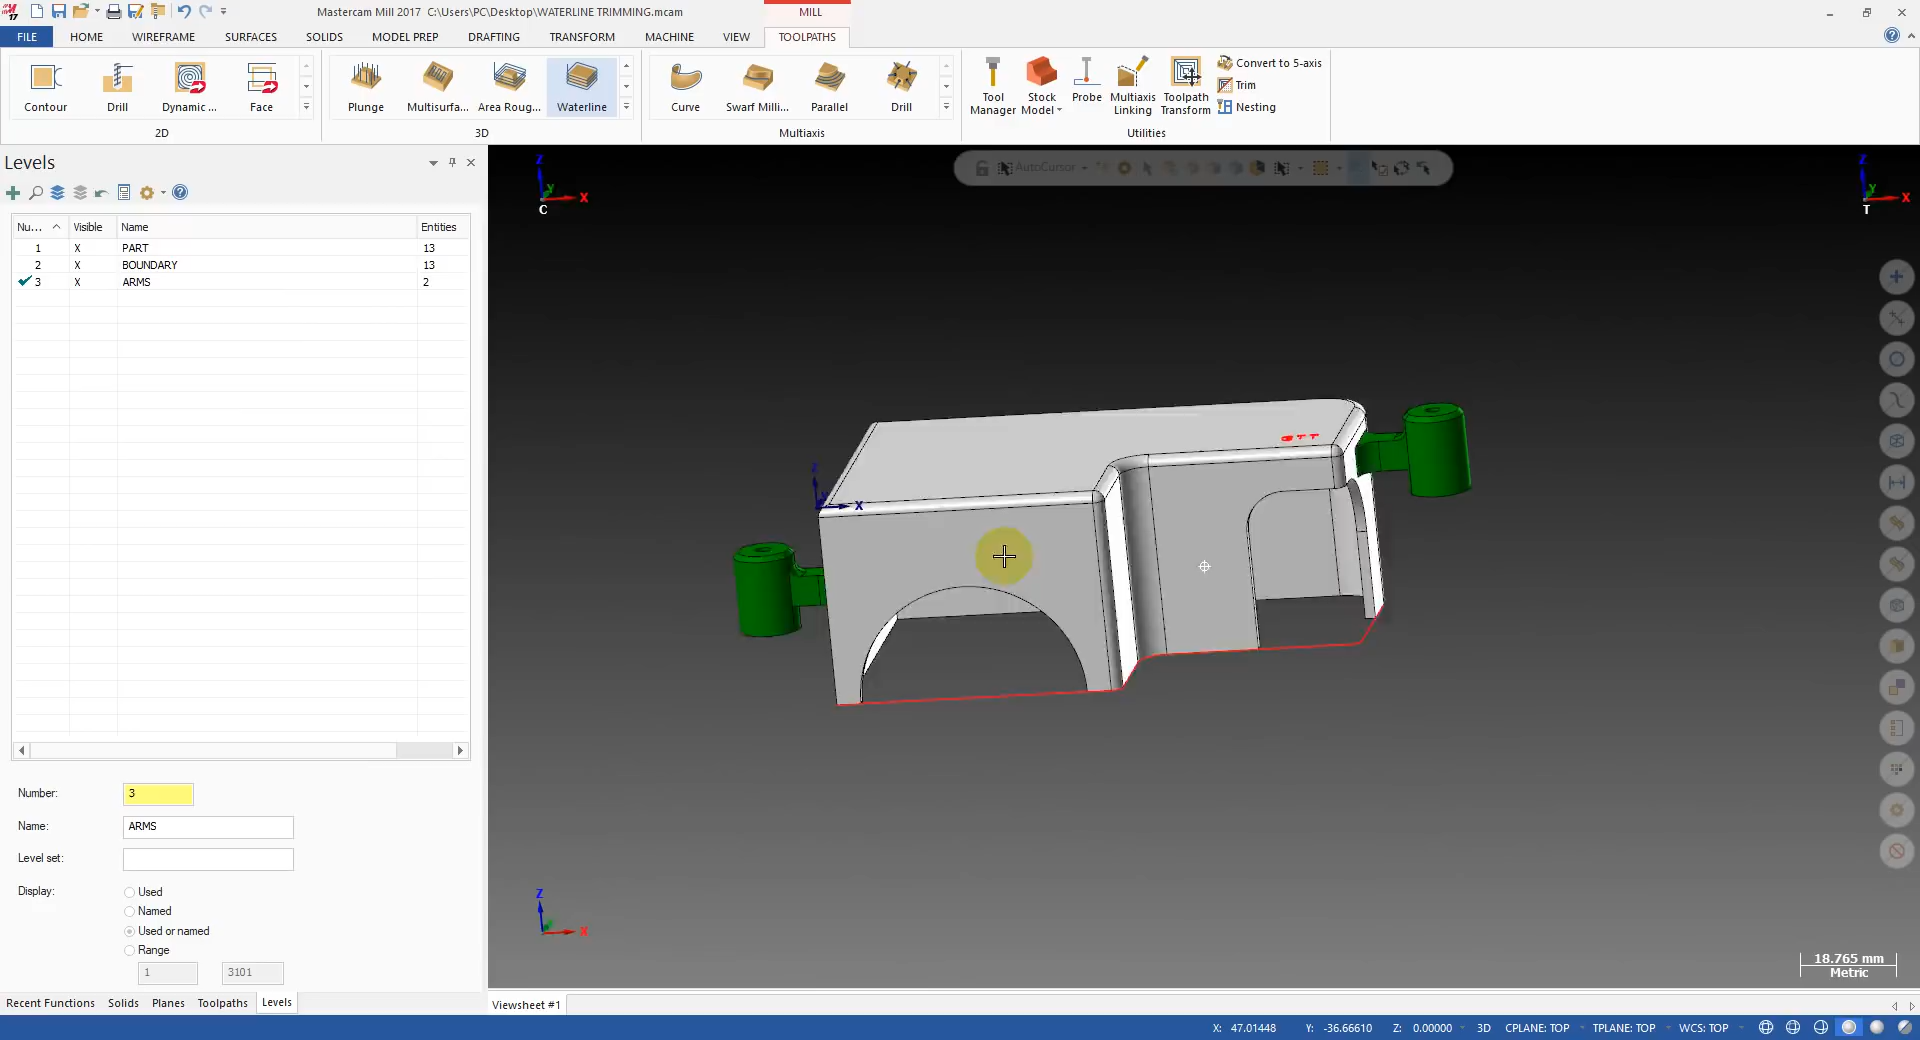 17
Mastercam Mill 2017 C:\Users\PC\Desktop\WATERLINE TRIMMING.mcam
MILL
FILE HOME WIREFRAME SURFACES SOLIDS MODEL PREP DRAFTING TRANSFORM MACHINE VIEW TOOLPATHS
Contour Drill Dynamic ... Face
Plunge Multisurfa... Area Roug... Waterline
Curve Swarf Milli... Parallel Drill
Tool Manager Stock Model Probe Multiaxis Linking Toolpath Transform
Convert to 5-axis
Trim
Nesting
2D 3D Multiaxis Utilities
Levels
AutoCursor
Nu... Visible Name Entities
1 X PART 13
2 X BOUNDARY 13
3 X ARMS 2
Z Y X
C
Z Y X
T
Z X
Number: 3
Name: ARMS
Level set:
Display: Used
Named
Used or named
Range
1 3101
Z X
18.765 mm
Metric
Recent Functions Solids Planes Toolpaths Levels
Viewsheet #1
X: 47.01448 Y: -36.66610 Z: 0.00000 3D CPLANE: TOP TPLANE: TOP WCS: TOP